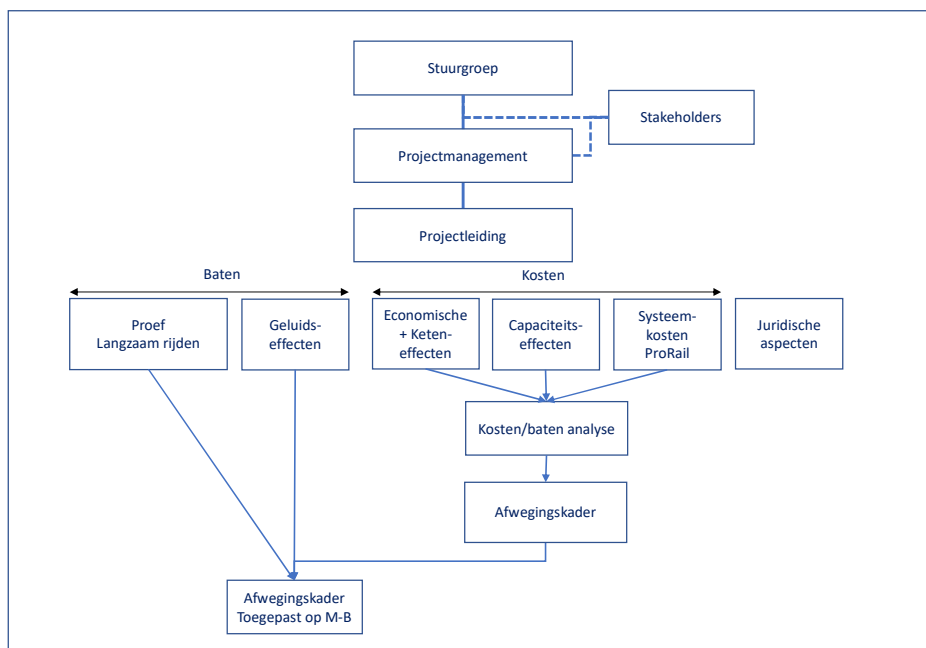 Stuurgroep
Stakeholders
Projectmanagement
Projectleiding
Baten
Kosten
Proef
Langzaam rijden
Geluids-
effecten
Economische
+ Keten-
effecten
Capaciteits-
effecten
Systeem-
kosten
ProRail
Juridische
aspecten
Kosten/baten analyse
Afwegingskader
Afwegingskader
Toegepast op M-B